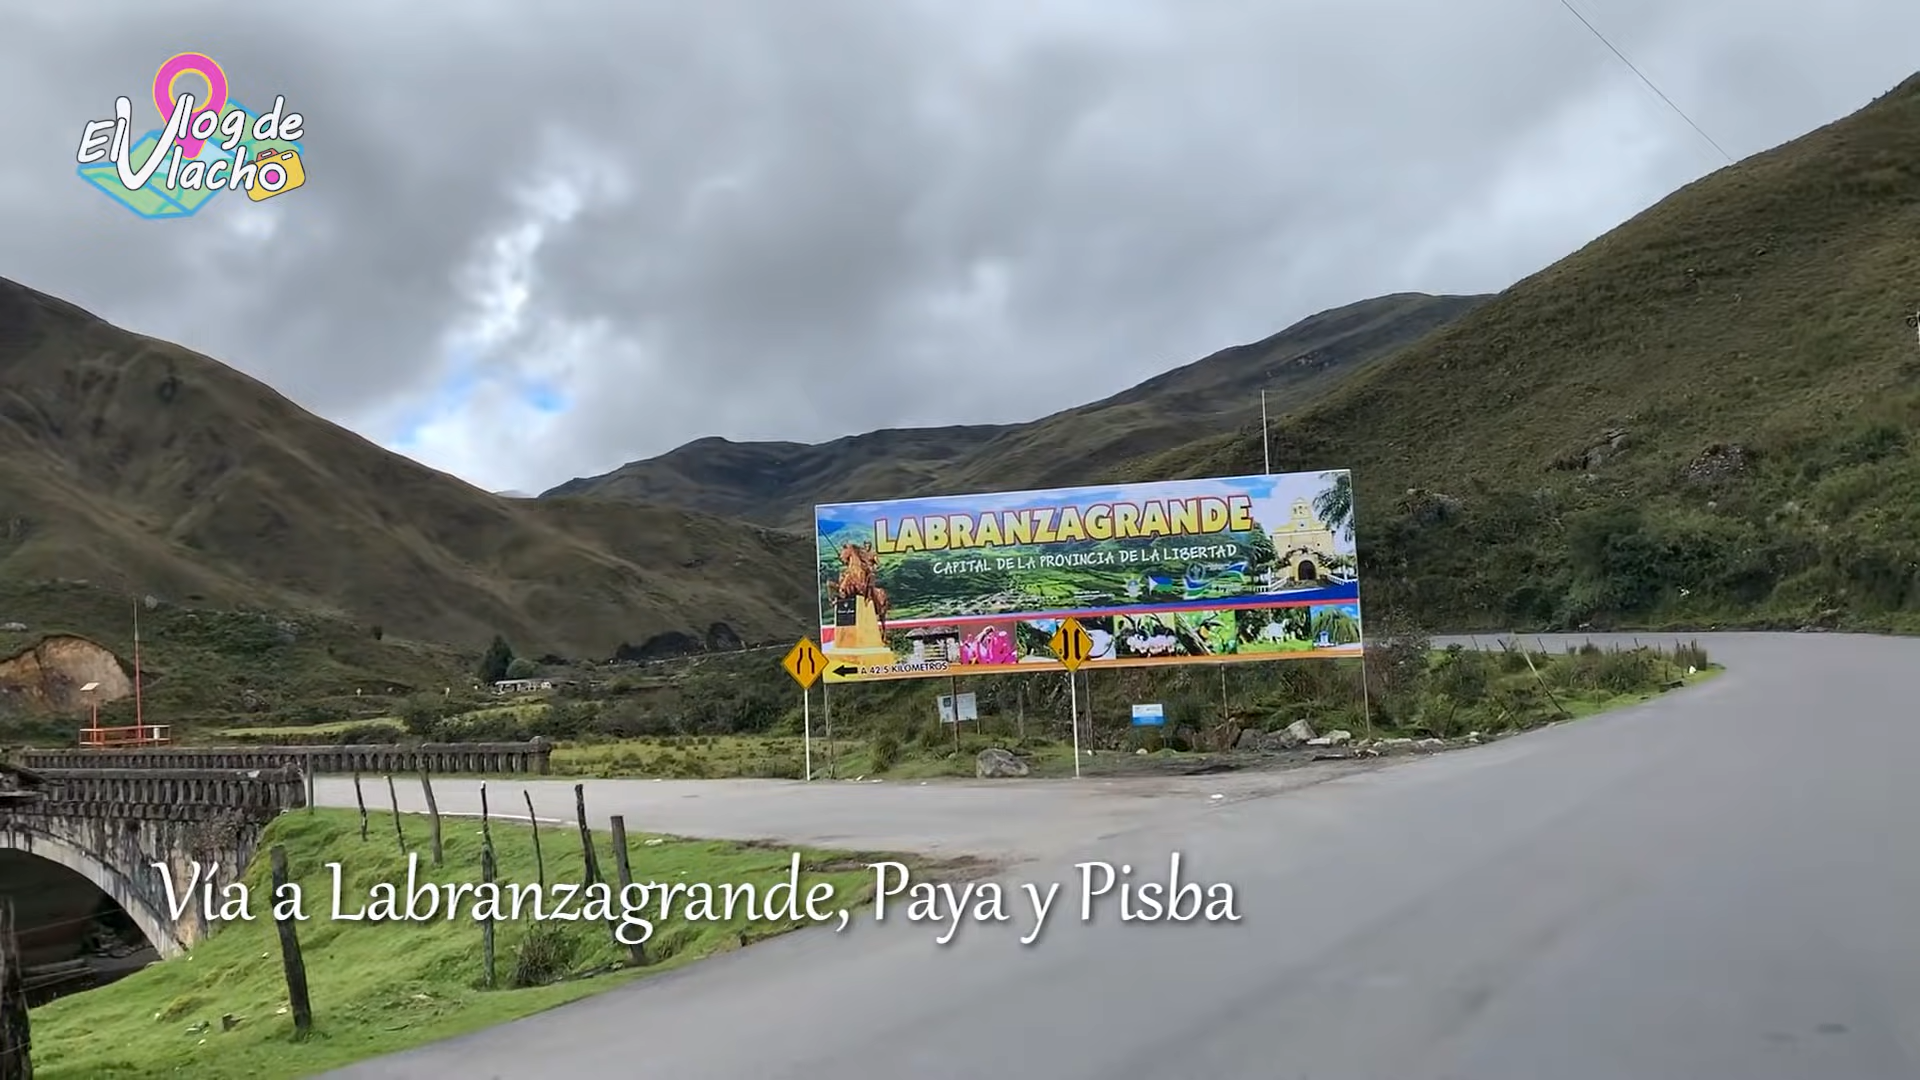 El Vlog de
Vlacho
LABRANZAGRANDE
CAPITAL DE LA PROVINCIA DE LA LIBERTAD
A 42.5 KILOMETROS
Vía a Labranzagrande, Paya y Pisba